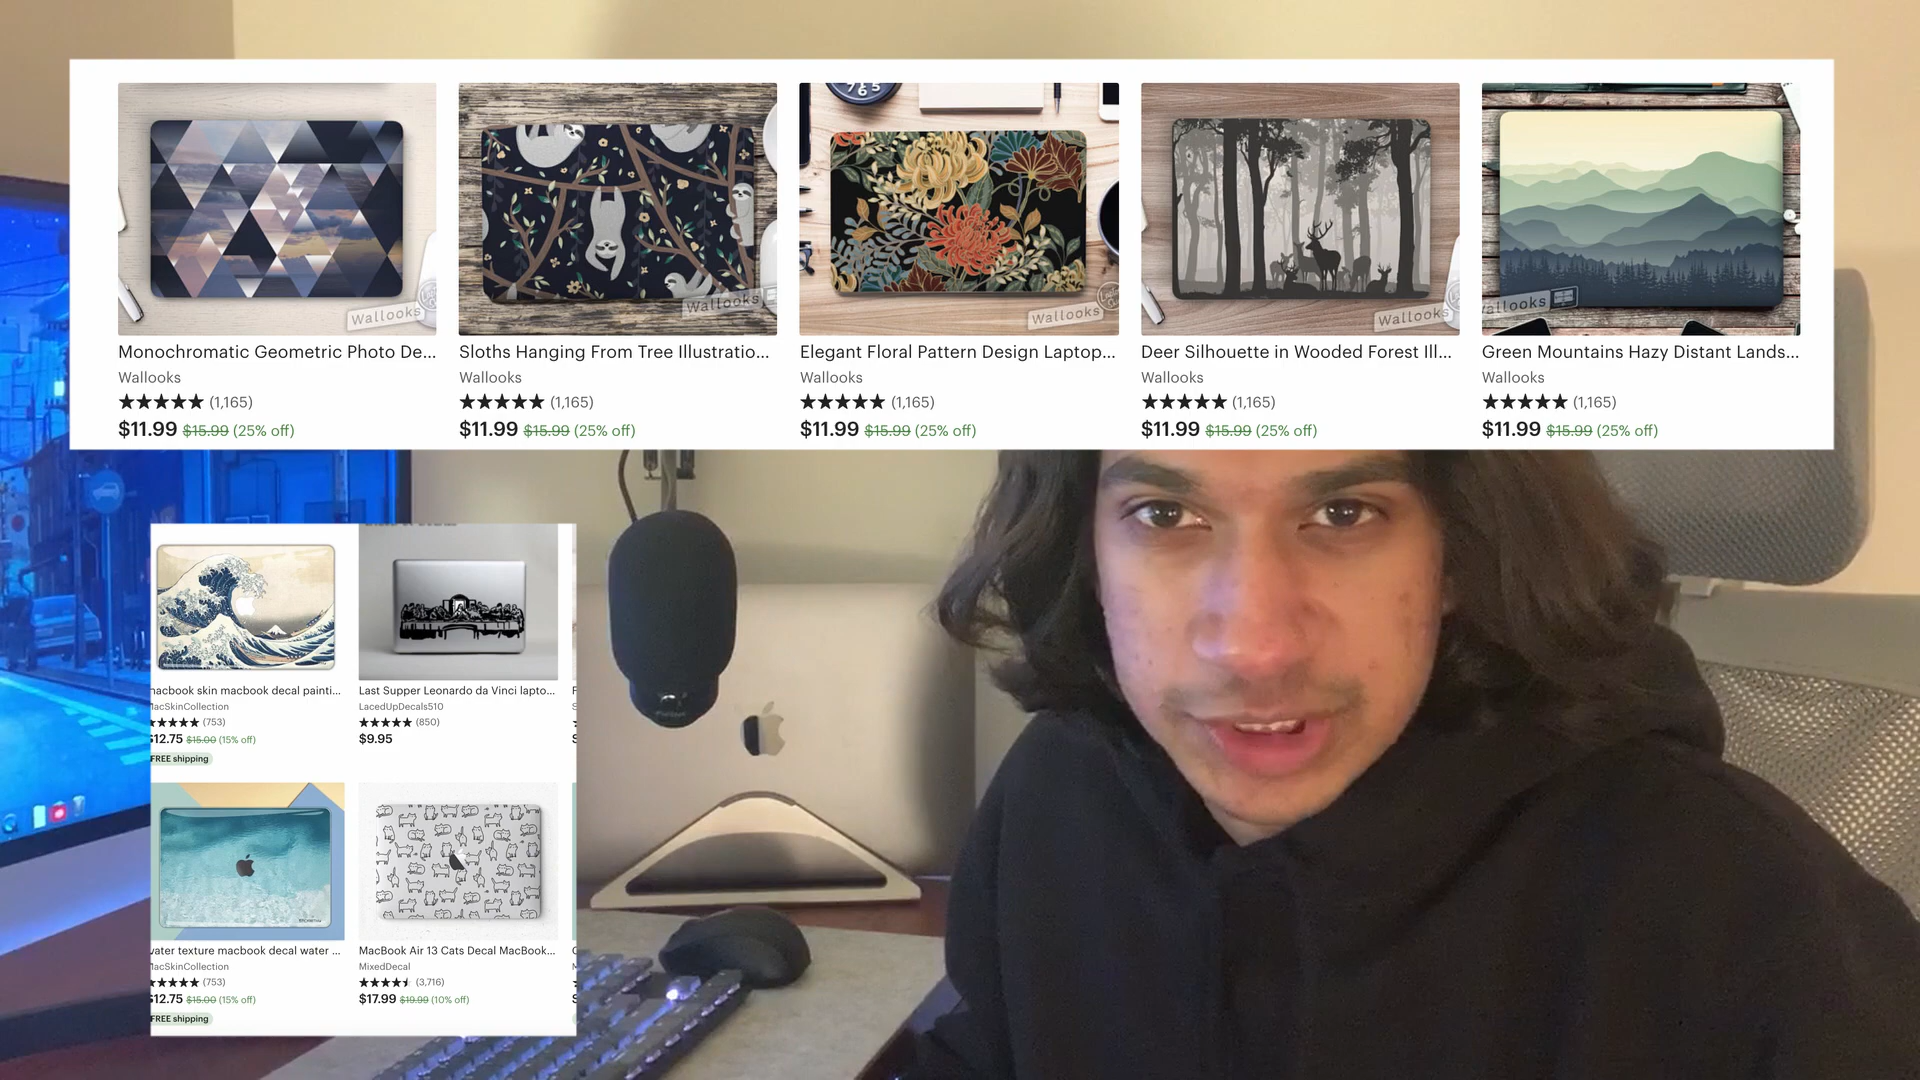 Monochromatic Geometric Photo De...
Wallooks
(1,165)
$11.99 $15.99 (25% off)
Sloths Hanging From Tree Illustratio...
Wallooks
(1,165)
$11.99 $15.99 (25% off)
Elegant Floral Pattern Design Laptop...
Wallooks
(1,165)
$11.99 $15.99 (25% off)
Deer Silhouette in Wooded Forest Ill...
Wallooks
(1,165)
$11.99 $15.99 (25% off)
Green Mountains Hazy Distant Lands...
Wallooks
(1,165)
$11.99 $15.99 (25% off)
Wallooks
Wallooks
Wallooks
Wallooks
allooks
765
acbook skin macbook decal painti...
MacSkinCollection
(753)
$12.75 $15.00 (15% off)
FREE shipping
Last Supper Leonardo da Vinci lapto...
LacedUpDecals510
(850)
$9.95
water texture macbook decal water ...
MacSkinCollection
(753)
$12.75 $15.00 (15% off)
FREE shipping
MacBook Air 13 Cats Decal MacBook...
MixedDecal
(3,716)
$17.99 $19.99 (10% off)